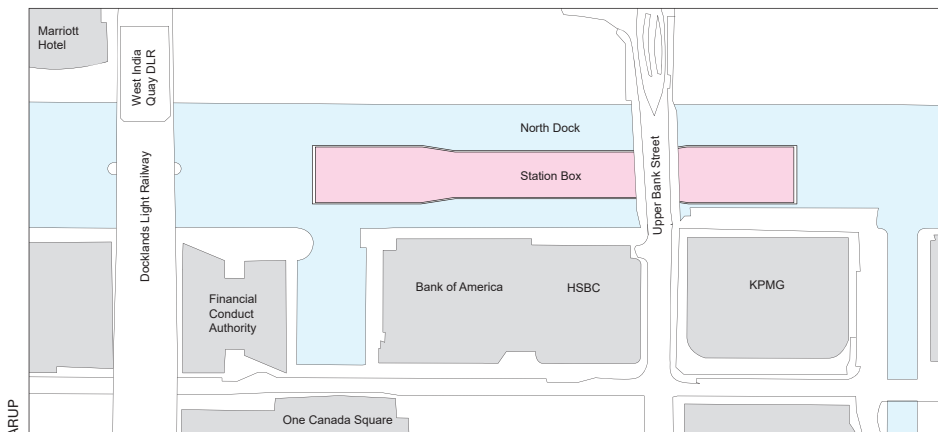 Marriott
Hotel
West India
Quay DLR
North Dock
Docklands Light Railway
Station Box
Upper Bank Street
Financial
Conduct
Authority
Bank of America
HSBC
KPMG
One Canada Square
ARUP